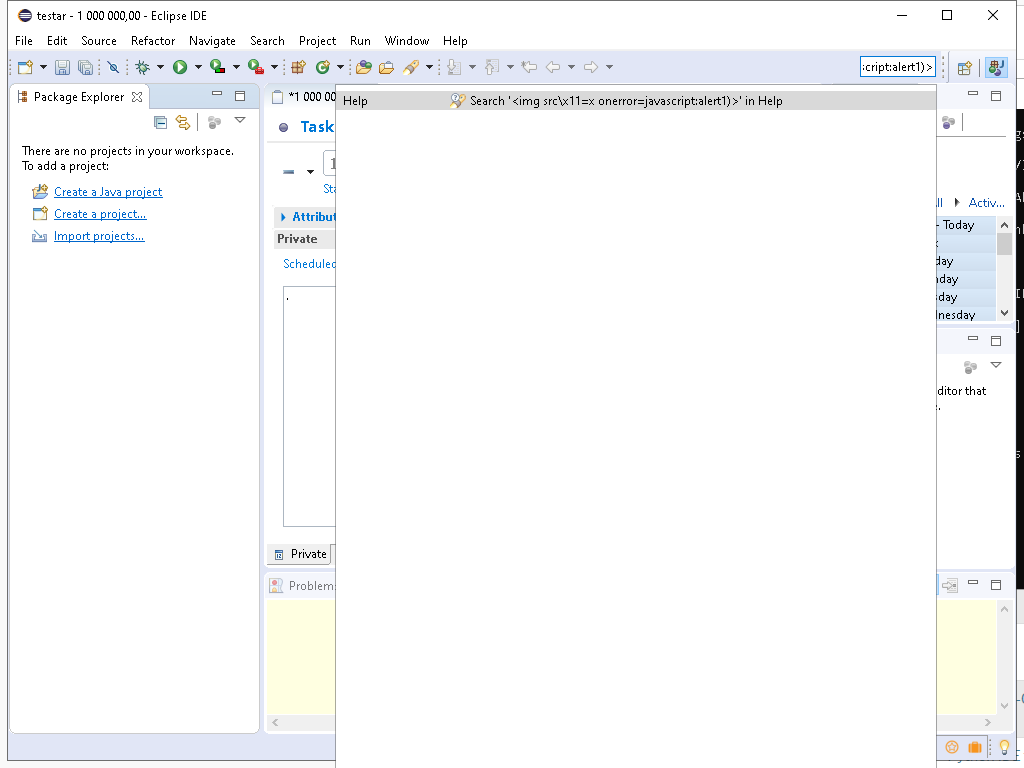 testar - 1 000 000,00 - Eclipse IDE
File Edit Source Refactor Navigate Search Project Run Window Help
:cript:alert1)>
Package Explorer
*1 000 00
Help Search '<img src\x11=x onerror=javascript:alert1)>' in Help
Task
There are no projects in your workspace.
To add a project:
Create a Java project
Create a project...
Import projects...
1
Sta
Attribut
Private
Scheduled
.
Private
Problem
ll Activ...
- Today
day
day
sday
nesday
ditor that